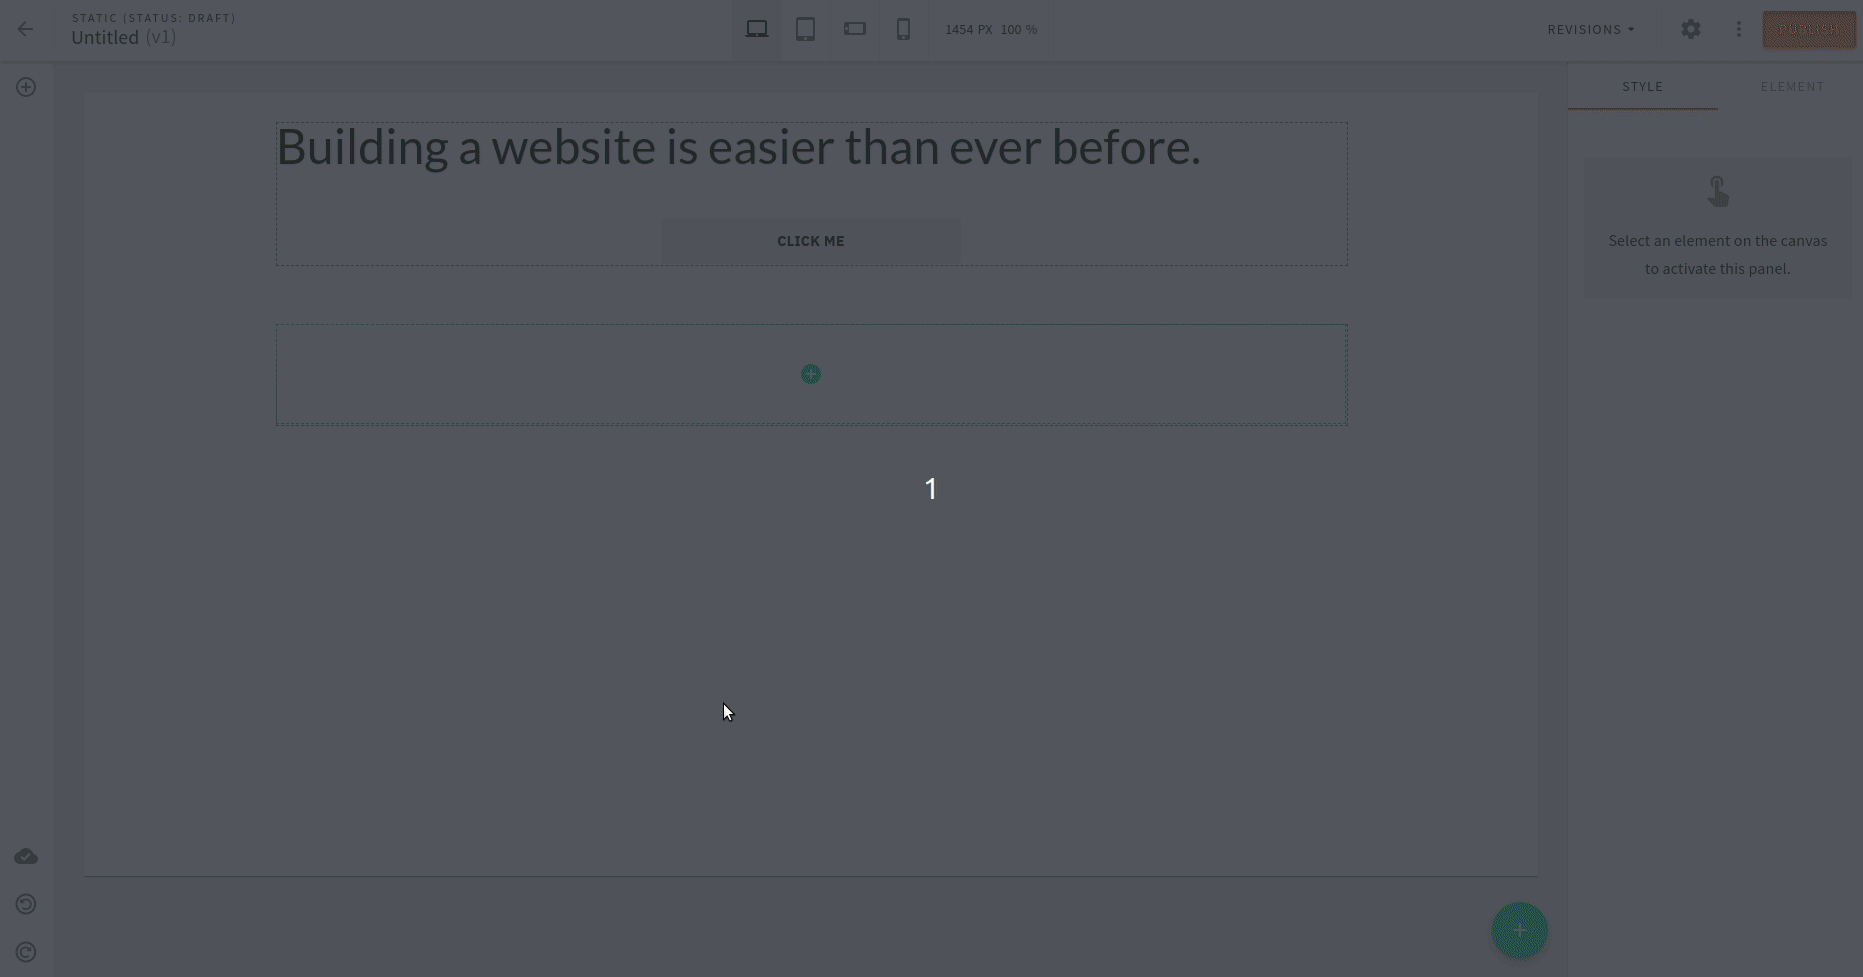 STATIC (STATUS: DRAFT)
Untitled (v1)
1454 PX 100 %
REVISIONS
PUBLISH
STYLE
ELEMENT
Building a website is easier than ever before.
CLICK ME
Select an element on the canvas
to activate this panel.
1